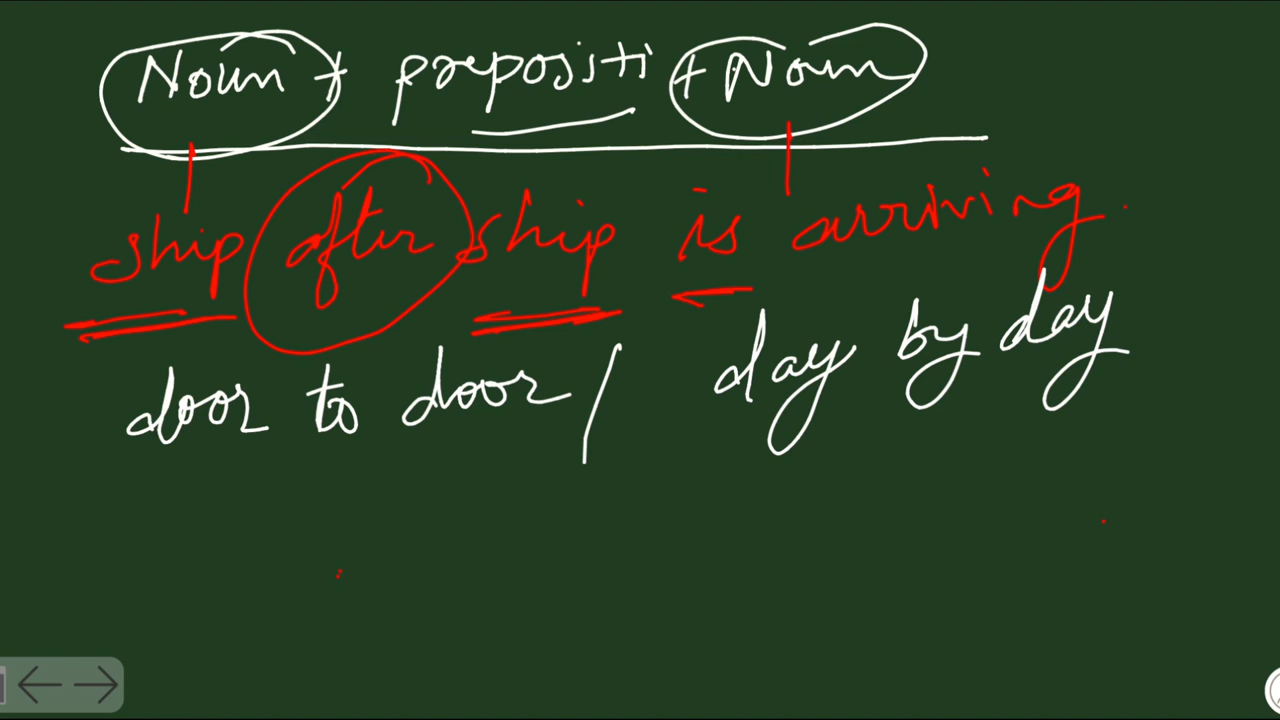 Noun + prepositi + Noun
ship after ship is arriving.
door to door / day by day